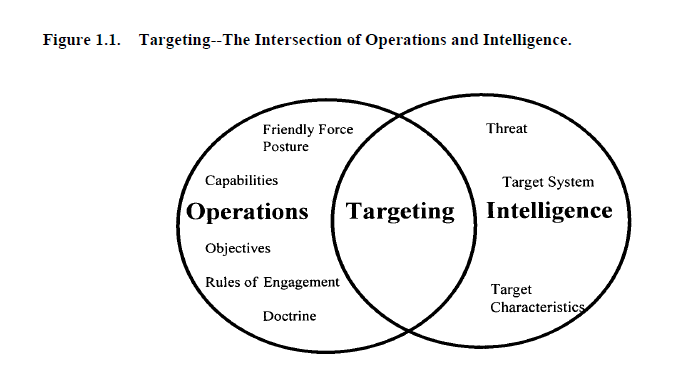 Figure 1.1. Targeting--The Intersection of Operations and Intelligence.
Friendly Force
Posture
Threat
Capabilities
Target System
Operations
Targeting
Intelligence
Objectives
Rules of Engagement
Target
Characteristics
Doctrine